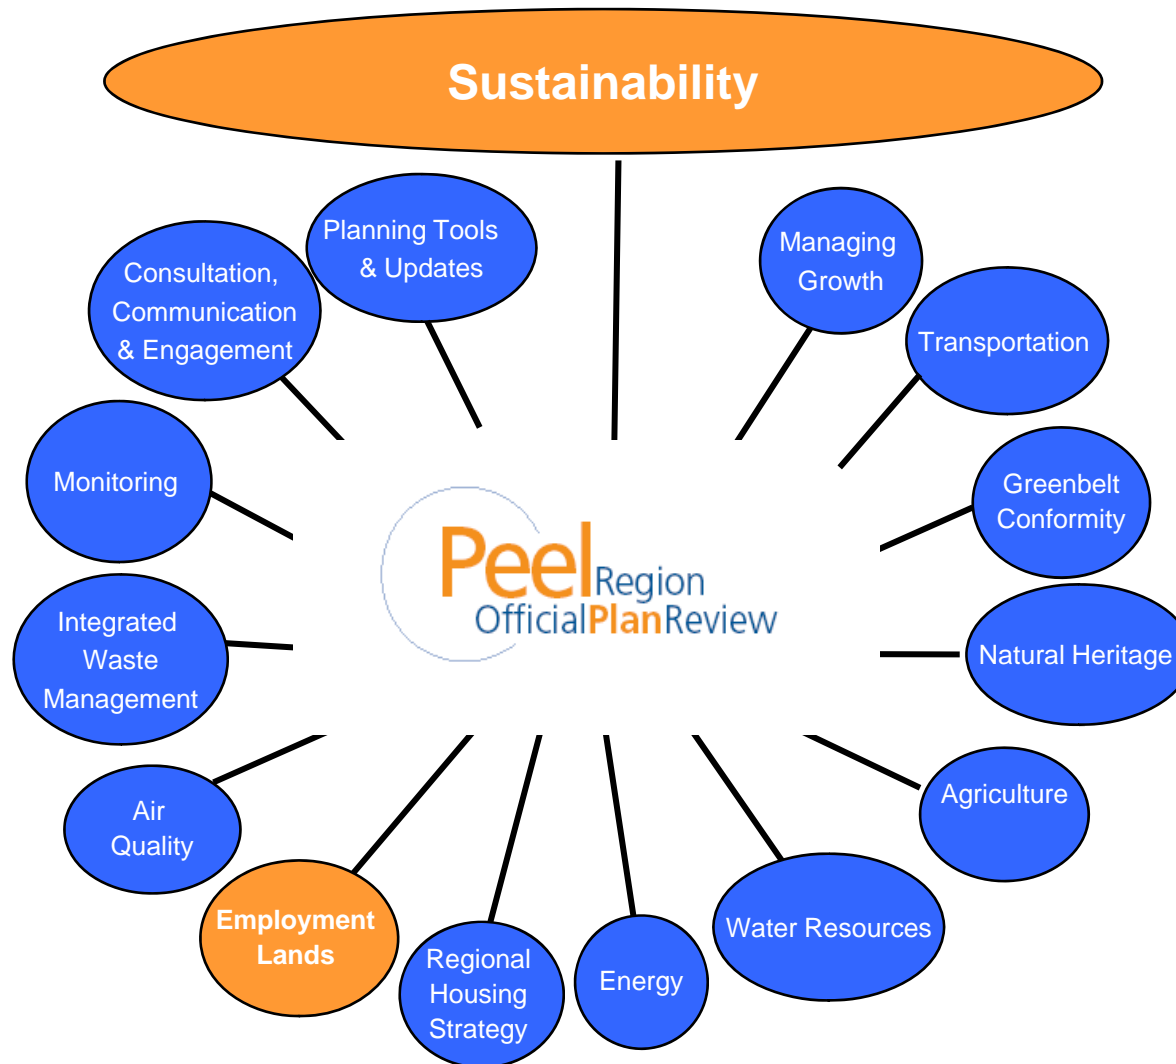 Sustainability
Planning Tools
& Updates
Consultation,
Communication
& Engagement
Managing
Growth
Transportation
Monitoring
Greenbelt
Conformity
Peel Region
Official Plan Review
Integrated
Waste
Management
Natural Heritage
Air
Quality
Agriculture
Employment
Lands
Regional
Housing
Strategy
Energy
Water Resources